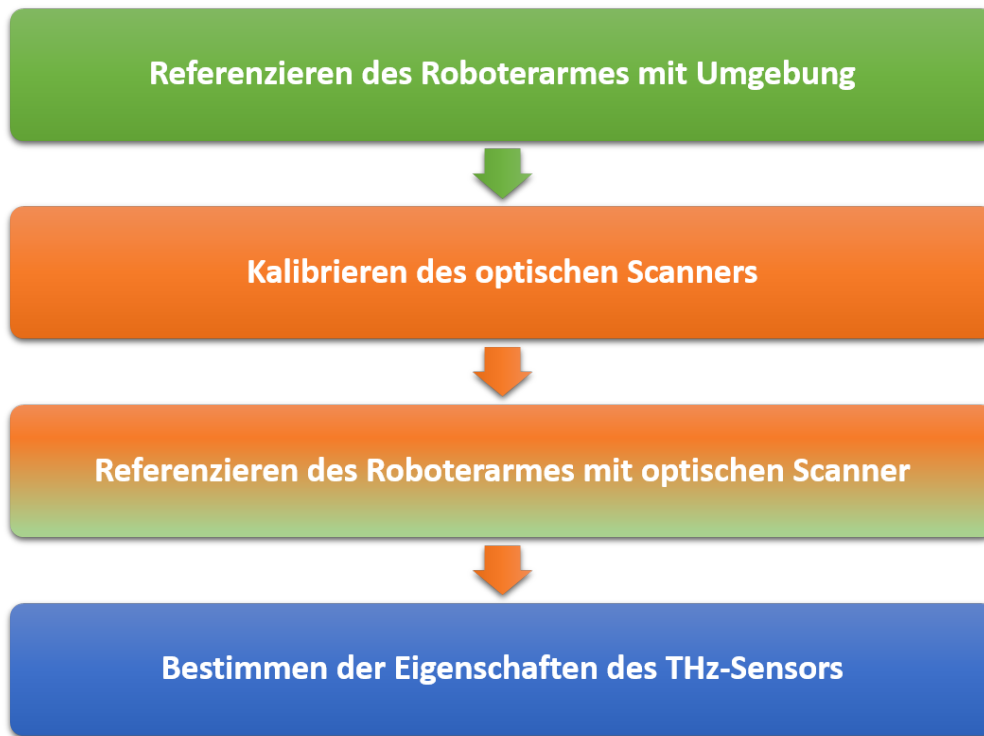 Referenzieren des Roboterarmes mit Umgebung
Kalibrieren des optischen Scanners
Referenzieren des Roboterarmes mit optischen Scanner
Bestimmen der Eigenschaften des THz-Sensors